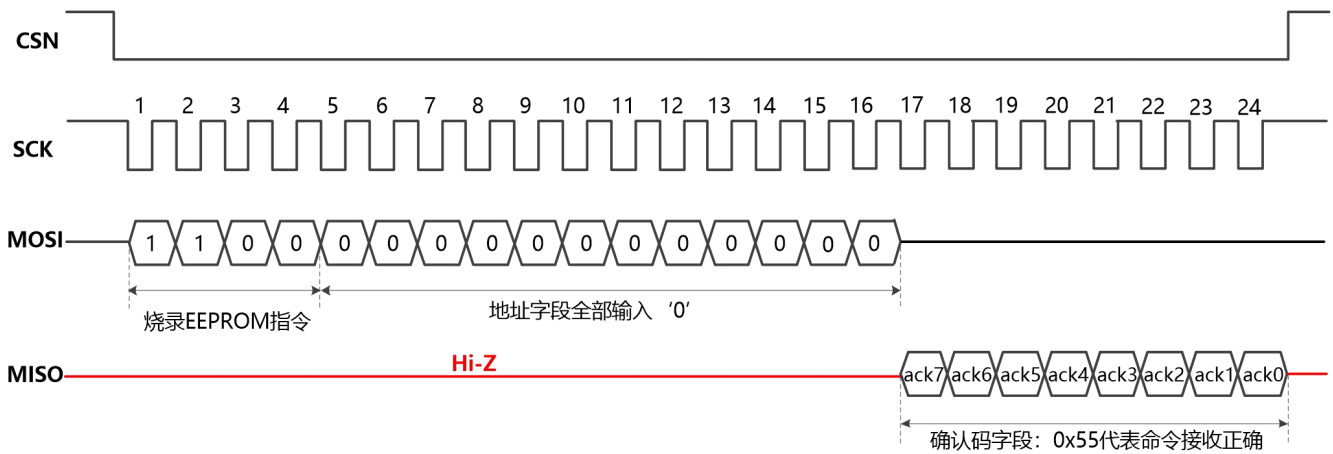 CSN
1 2 3 4 5 6 7 8 9 10 11 12 13 14 15 16 17 18 19 20 21 22 23 24
SCK
MOSI 1 1 0 0 0 0 0 0 0 0 0 0 0 0 0 0
烧录EEPROM指令 地址字段全部输入‘0’
Hi-Z
MISO ack7 ack6 ack5 ack4 ack3 ack2 ack1 ack0
确认码字段：0x55代表命令接收正确